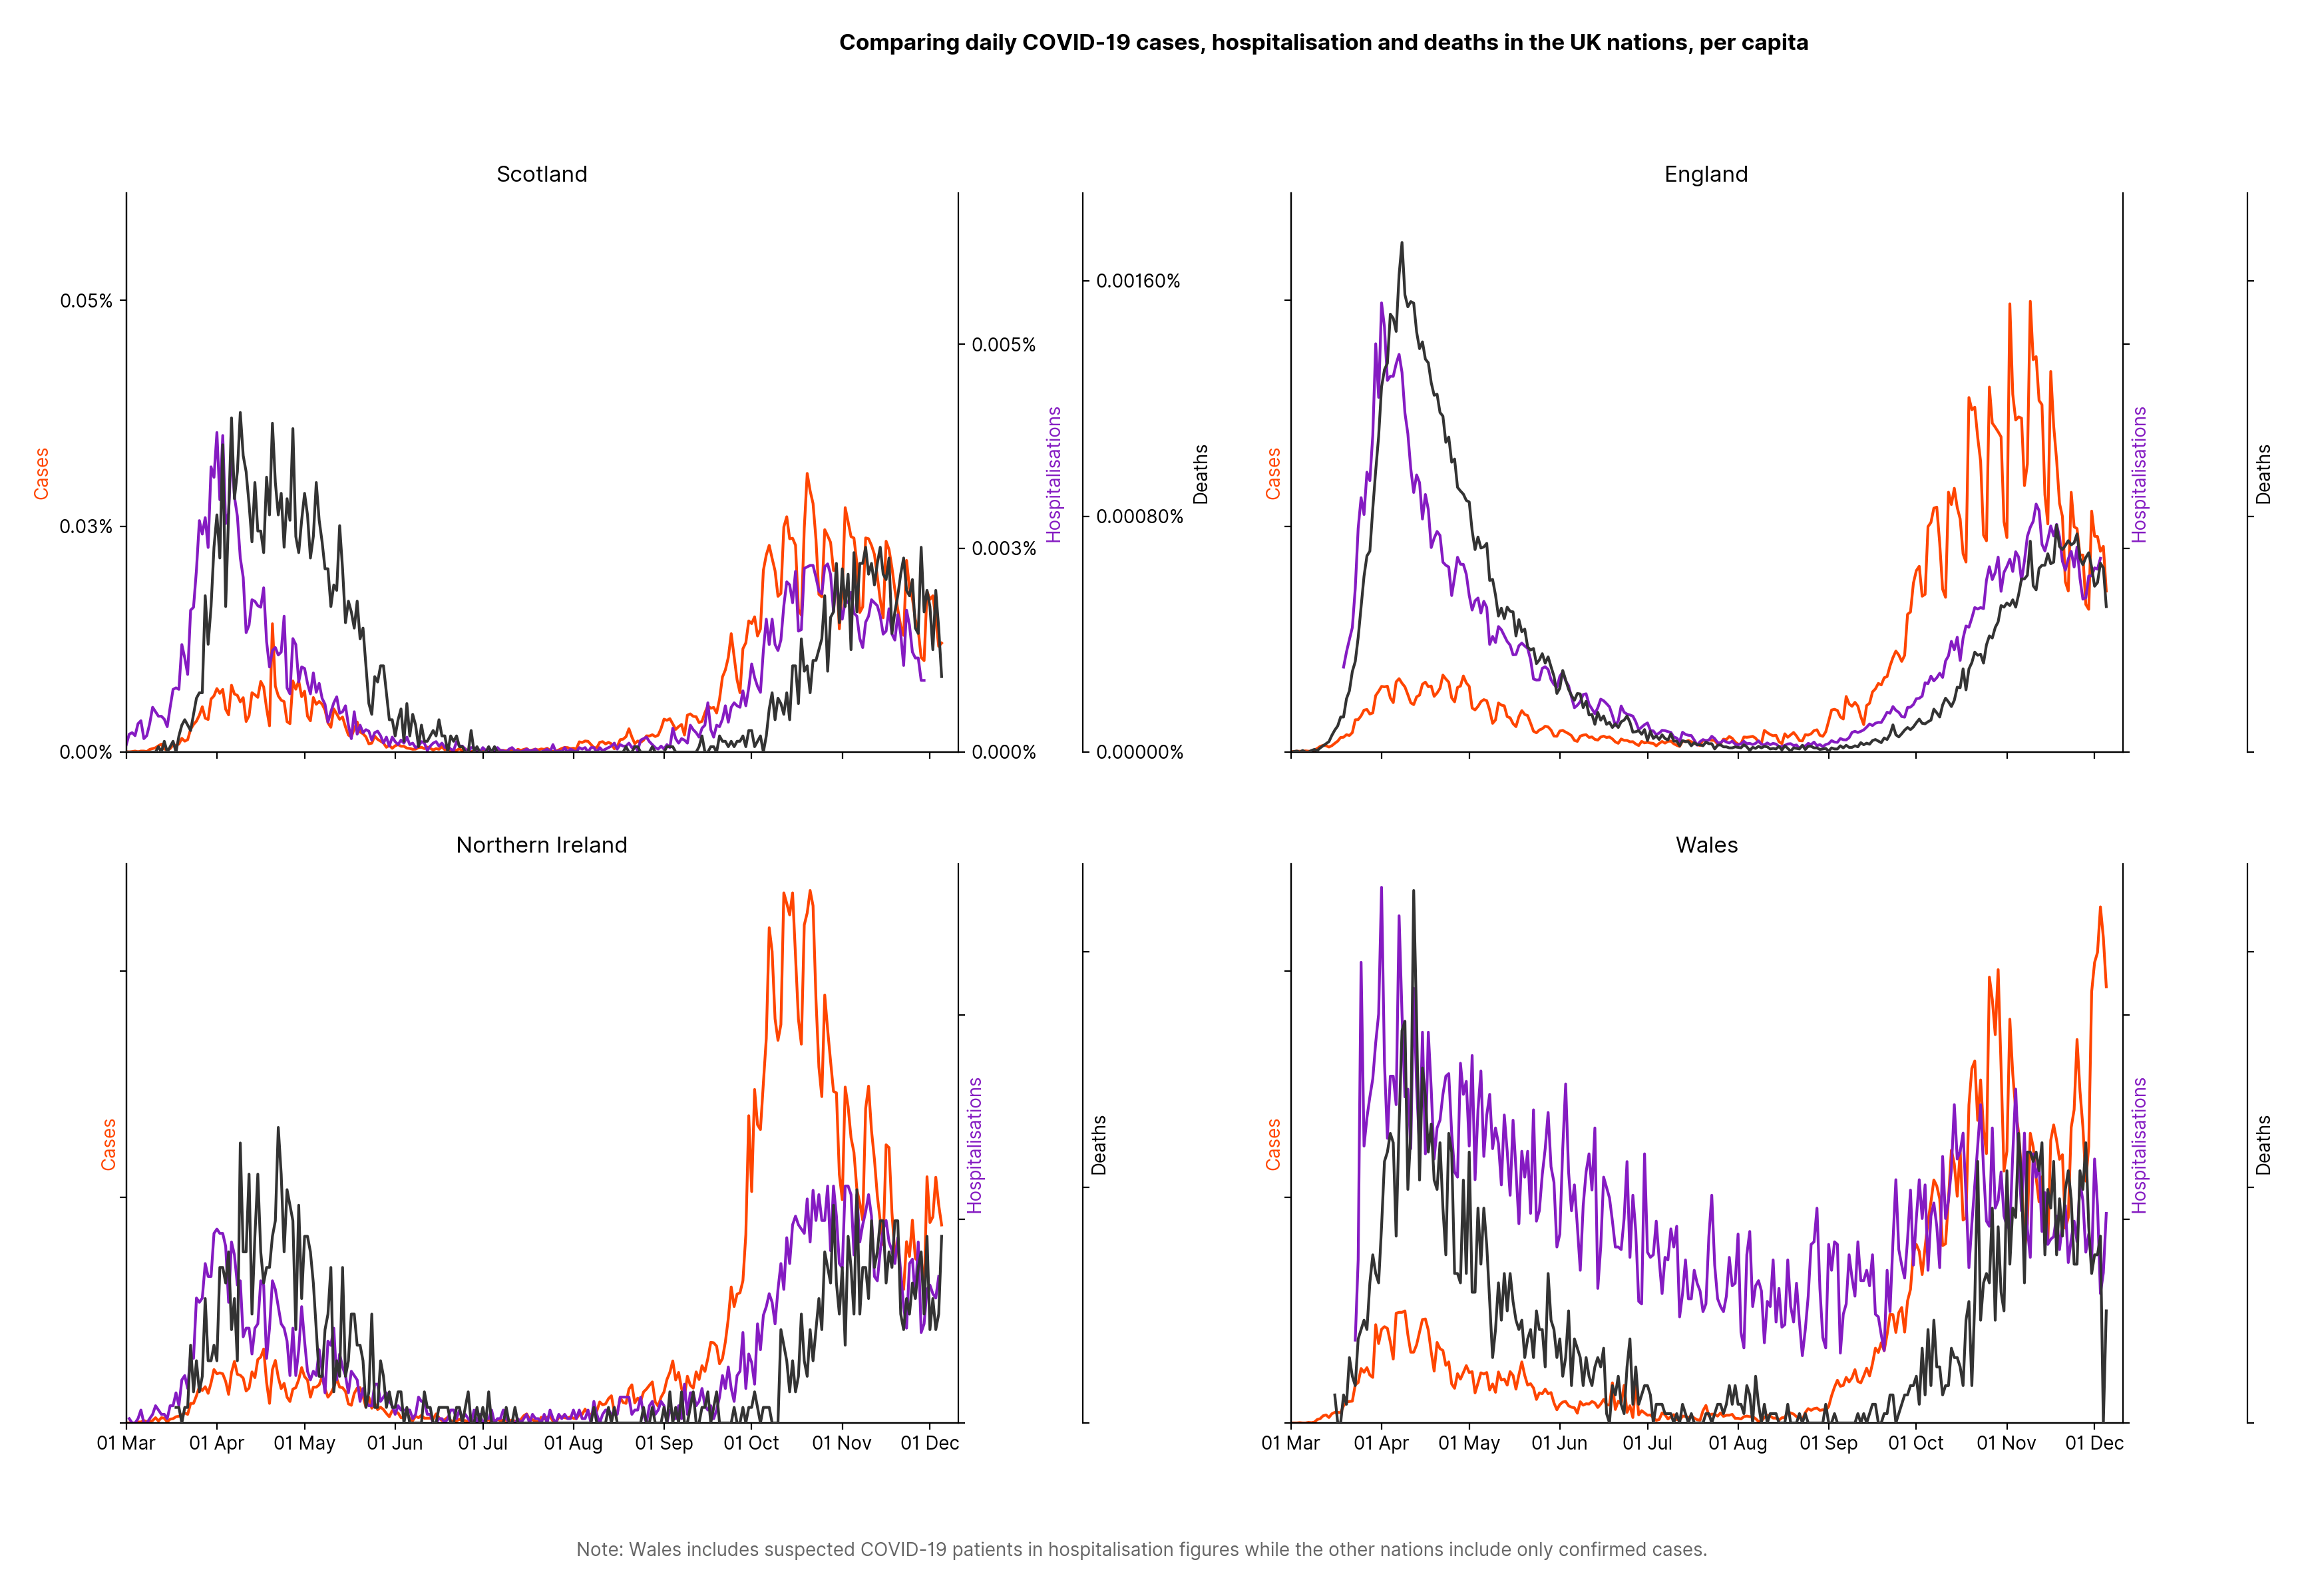 Comparing daily COVID-19 cases, hospitalisation and deaths in the UK nations, per capita
Scotland
0.05%
0.03%
0.00%
Cases
0.005%
0.003%
0.000%
Hospitalisations
0.00160%
0.00080%
0.00000%
Deaths
England
Cases
Hospitalisations
Deaths
Northern Ireland
Cases
Hospitalisations
Deaths
01 Mar 01 Apr 01 May 01 Jun 01 Jul 01 Aug 01 Sep 01 Oct 01 Nov 01 Dec
Wales
Cases
Hospitalisations
Deaths
01 Mar 01 Apr 01 May 01 Jun 01 Jul 01 Aug 01 Sep 01 Oct 01 Nov 01 Dec
Note: Wales includes suspected COVID-19 patients in hospitalisation figures while the other nations include only confirmed cases.